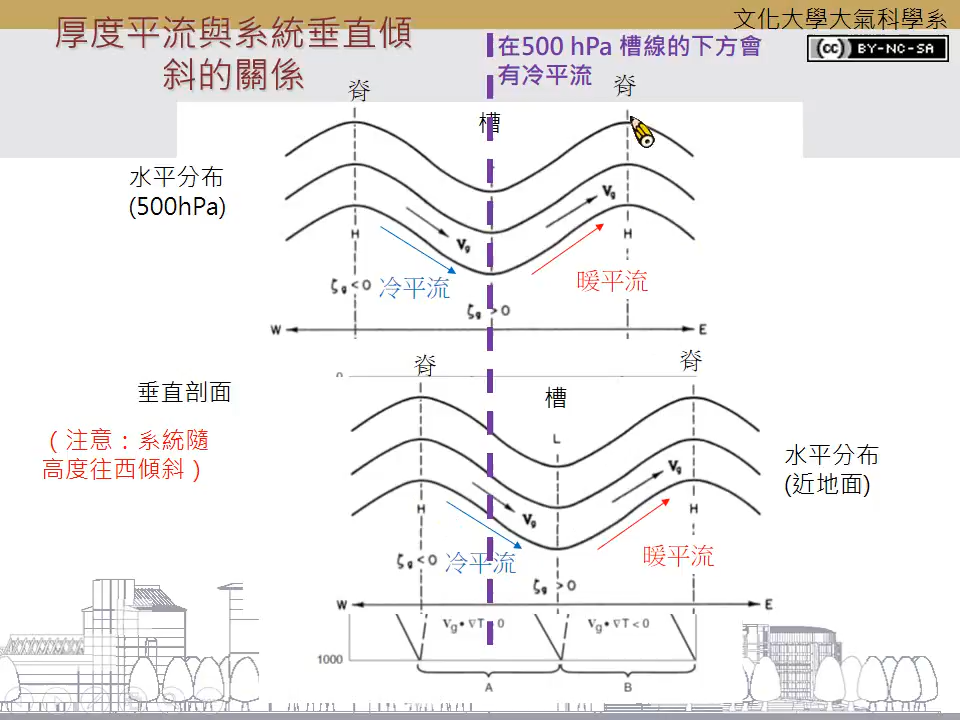 文化大學大氣科學系
厚度平流與系統垂直傾
斜的關係
在500 hPa 槽線的下方會
有冷平流
(cc) BY-NC-SA
脊
槽
脊
水平分布
(500hPa)
H
Vg
Vg
H
ζg<0
冷平流
暖平流
ζg>0
W
E
脊
脊
垂直剖面
槽
L
(注意：系統隨
高度往西傾斜)
水平分布
(近地面)
H
Vg
Vg
H
ζg<0
冷平流
暖平流
ζg>0
W
E
Vg•∇T<0
1000
A
B